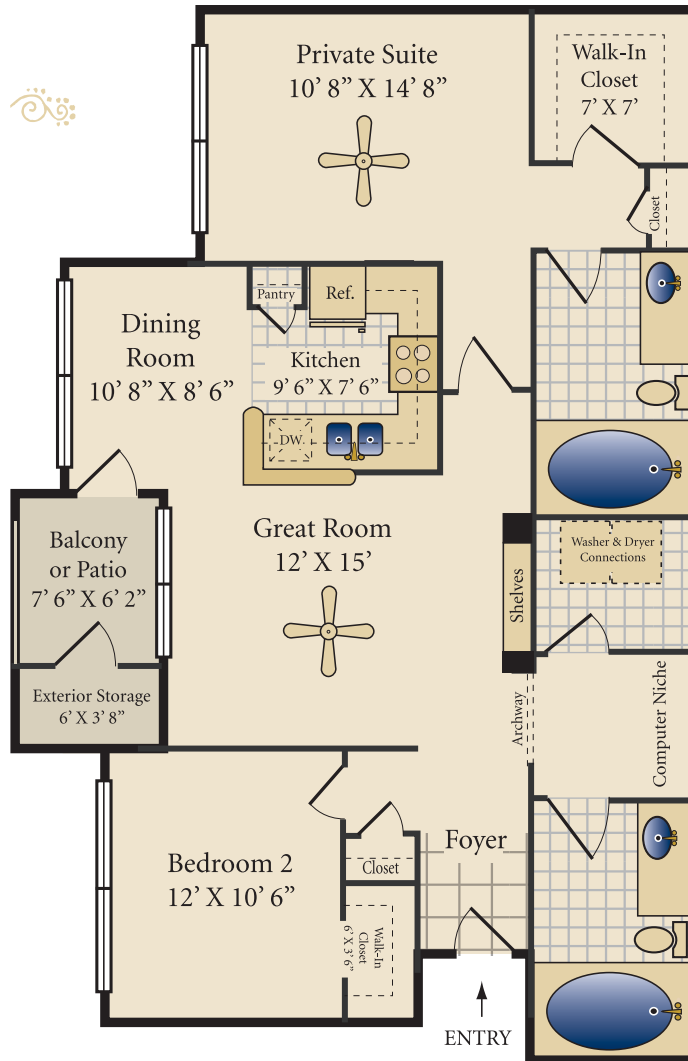 Private Suite
10’ 8” X 14’ 8”
Walk-In
Closet
7’ X 7’
Closet
Pantry
Ref.
Dining
Room
10’ 8” X 8’ 6”
Kitchen
9’ 6” X 7’ 6”
DW.
Great Room
12’ X 15’
Balcony
or Patio
7’ 6” X 6’ 2”
Washer & Dryer
Connections
Shelves
Exterior Storage
6’ X 3’ 8”
Archway
Computer Niche
Foyer
Bedroom 2
12’ X 10’ 6”
Closet
Walk-In
Closet
6’ X 3’ 6”
ENTRY